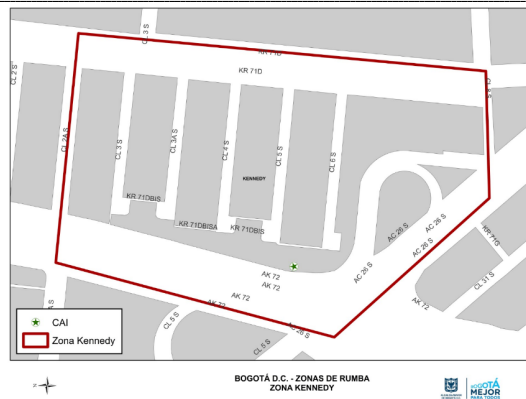 CL 3 S
KR 71D
KR 71D
CL 2 S
CL 2A S
CL 3 S
CL 3A S
CL 4 S
CL 5 S
CL 6 S
KENNEDY
KR 71DBIS
KR 71DBISA
KR 71DBIS
AC 26 S
AC 26 S
AC 26 S
AC 26 S
KR 71G
CL 31 S
AK 72
AK 72
AK 72
AK 72
AK 72
CL 5 S
CL 5 S
AC 26 S
CAI
Zona Kennedy
BOGOTÁ D.C. - ZONAS DE RUMBA
ZONA KENNEDY
BOGOTÁ
MEJOR
PARA TODOS